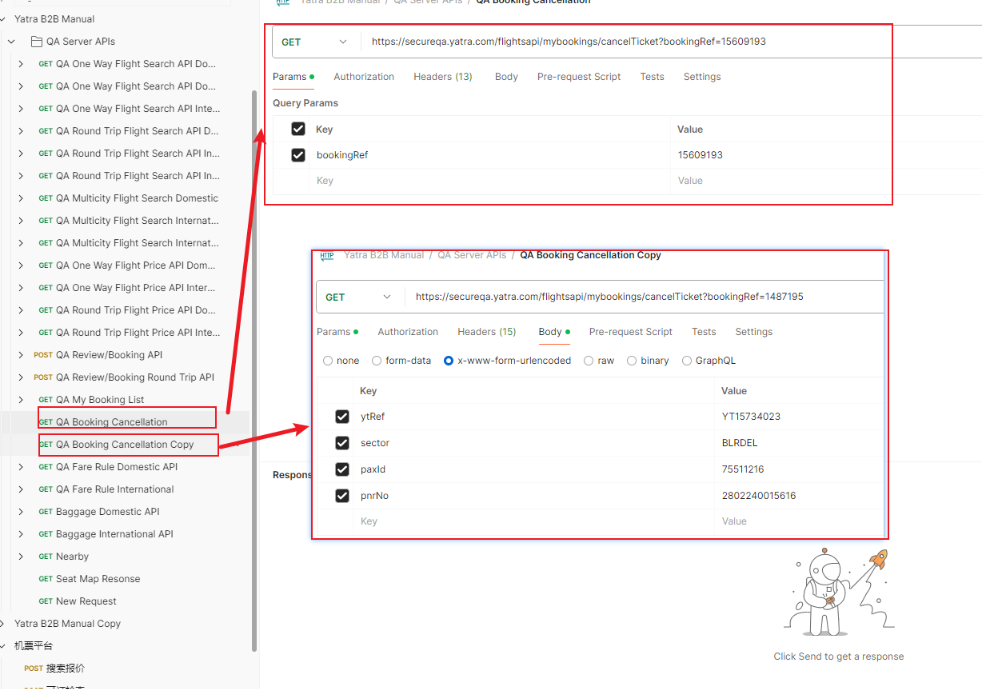 Yatra B2B Manual
QA Server APIs
GET QA One Way Flight Search API Do...
GET QA One Way Flight Search API Do...
GET QA One Way Flight Search API Inte...
GET QA Round Trip Flight Search API D...
GET QA Round Trip Flight Search API In...
GET QA Round Trip Flight Search API In...
GET QA Multicity Flight Search Domestic
GET QA Multicity Flight Search Internat...
GET QA Multicity Flight Search Internat...
GET QA One Way Flight Price API Dom...
GET QA One Way Flight Price API Inter...
GET QA Round Trip Flight Price API Do...
GET QA Round Trip Flight Price API Inte...
POST QA Review/Booking API
POST QA Review/Booking Round Trip API
GET QA My Booking List
GET QA Booking Cancellation
GET QA Booking Cancellation Copy
GET QA Fare Rule Domestic API
GET QA Fare Rule International
GET Baggage Domestic API
GET Baggage International API
GET Nearby
GET Seat Map Resonse
GET New Request
Yatra B2B Manual Copy
机票平台
POST 搜索报价
HTTP Yatra B2B Manual / QA Server APIs / QA Booking Cancellation
GET https://secureqa.yatra.com/flightsapi/mybookings/cancelTicket?bookingRef=15609193
Params Authorization Headers (13) Body Pre-request Script Tests Settings
Query Params
Key Value
bookingRef 15609193
Key Value
HTTP Yatra B2B Manual / QA Server APIs / QA Booking Cancellation Copy
GET https://secureqa.yatra.com/flightsapi/mybookings/cancelTicket?bookingRef=1487195
Params Authorization Headers (15) Body Pre-request Script Tests Settings
none form-data x-www-form-urlencoded raw binary GraphQL
Key Value
ytRef YT15734023
sector BLRDEL
paxId 75511216
pnrNo 2802240015616
Key Value
Respons
Click Send to get a response